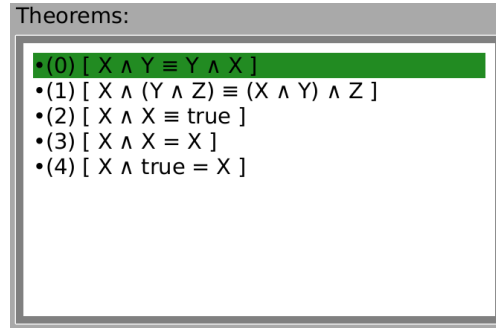 Theorems:
•(0) [ X ∧ Y ≡ Y ∧ X ]
•(1) [ X ∧ (Y ∧ Z) ≡ (X ∧ Y) ∧ Z ]
•(2) [ X ∧ X ≡ true ]
•(3) [ X ∧ X = X ]
•(4) [ X ∧ true = X ]